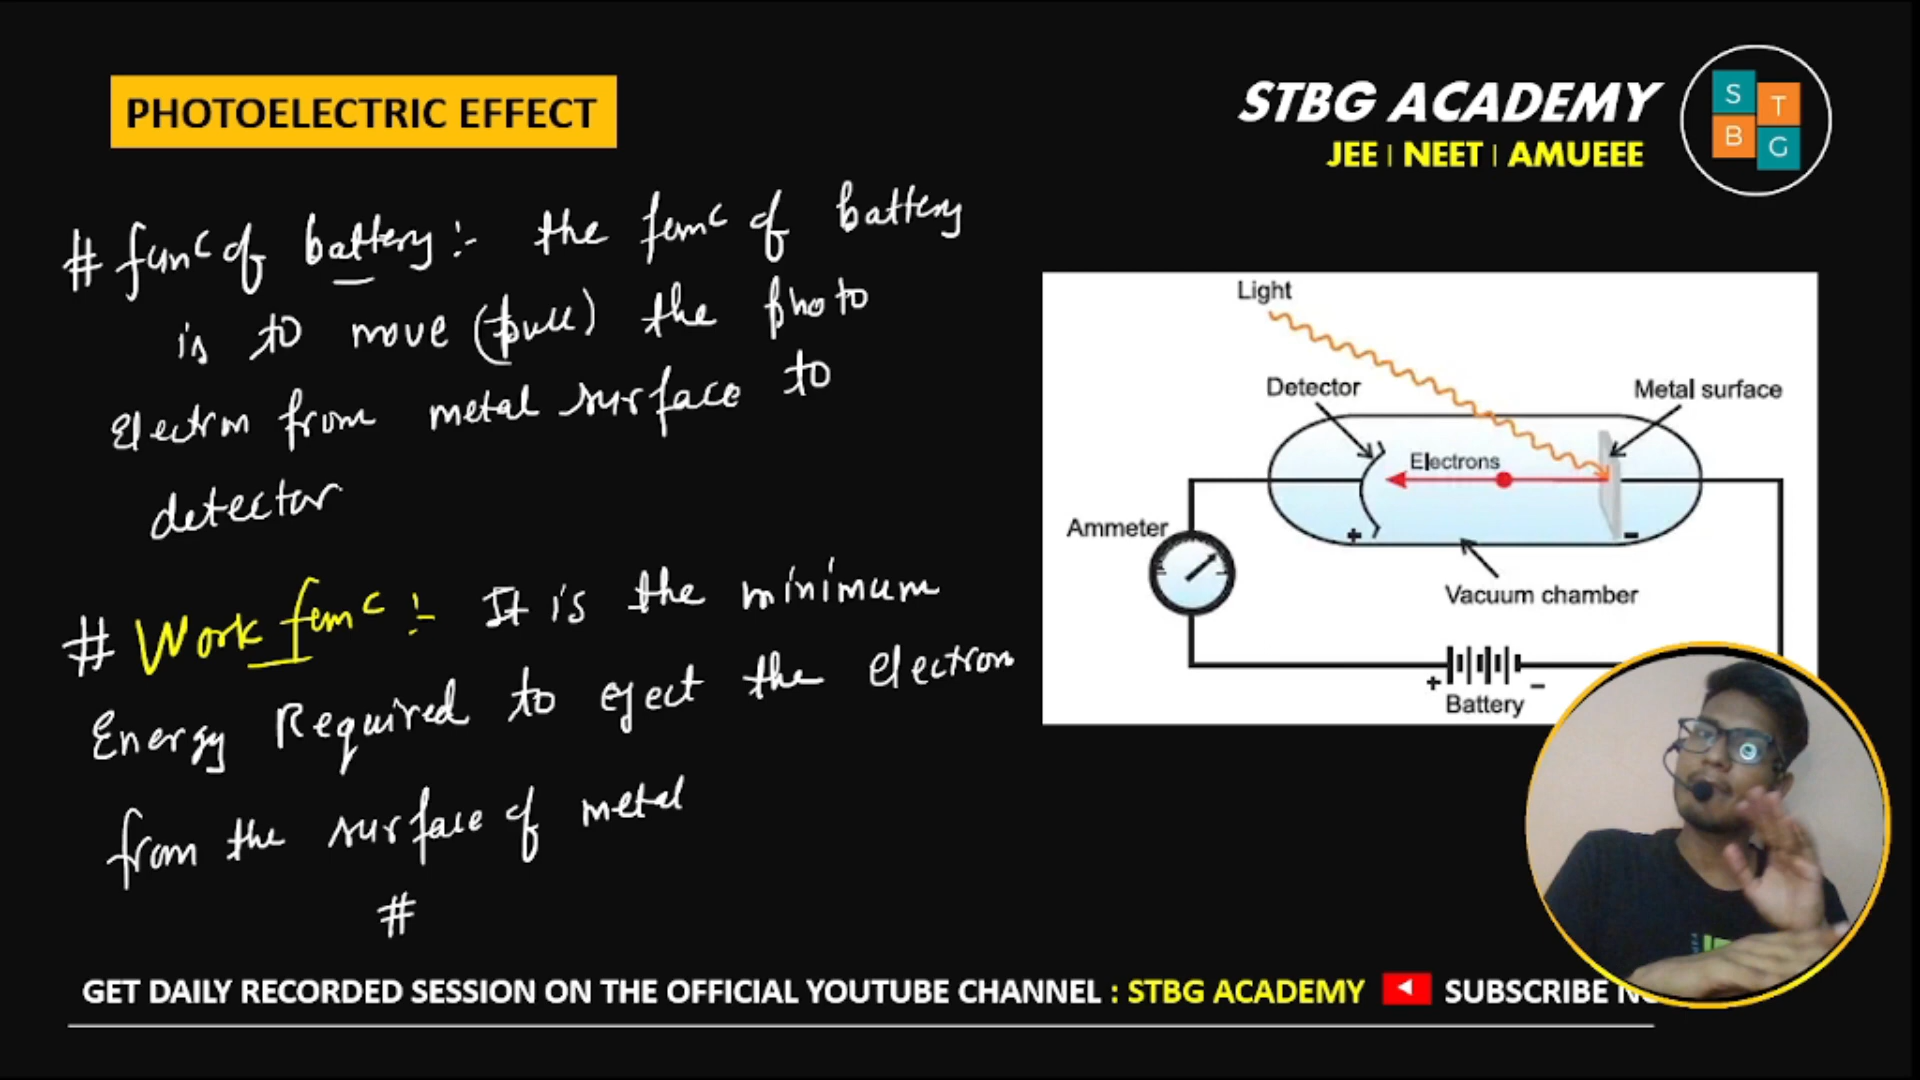 PHOTOELECTRIC EFFECT
STBG ACADEMY
JEE | NEET | AMUEEE
S T
B G
# func of battery :- the func of battery
is to move (pull) the photo
Electron from metal surface to
detector
# Work func :- It is the minimum
Energy Required to eject the electron
from the surface of metal
#
Light
Detector
Metal surface
Electrons
+ -
Ammeter
Vacuum chamber
+ -
Battery
GET DAILY RECORDED SESSION ON THE OFFICIAL YOUTUBE CHANNEL : STBG ACADEMY SUBSCRIBE